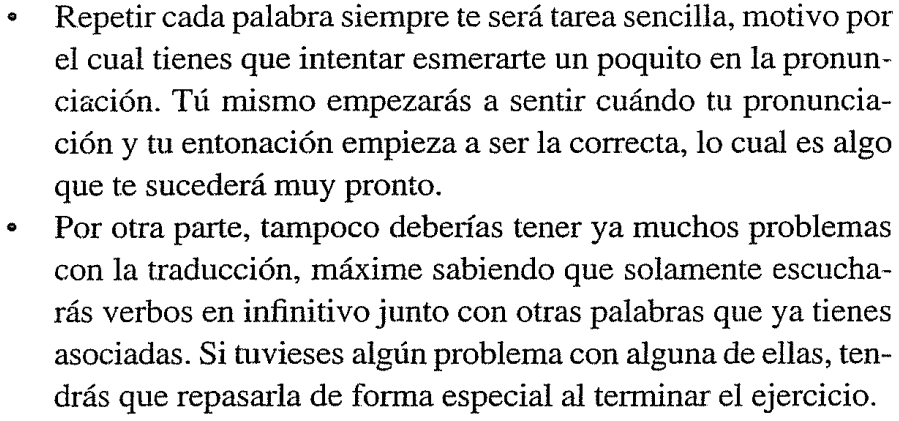 • Repetir cada palabra siempre te será tarea sencilla, motivo por
el cual tienes que intentar esmerarte un poquito en la pronun-
ciación. Tú mismo empezarás a sentir cuándo tu pronuncia-
ción y tu entonación empieza a ser la correcta, lo cual es algo
que te sucederá muy pronto.
• Por otra parte, tampoco deberías tener ya muchos problemas
con la traducción, máxime sabiendo que solamente escucha-
rás verbos en infinitivo junto con otras palabras que ya tienes
asociadas. Si tuvieses algún problema con alguna de ellas, ten-
drás que repasarla de forma especial al terminar el ejercicio.